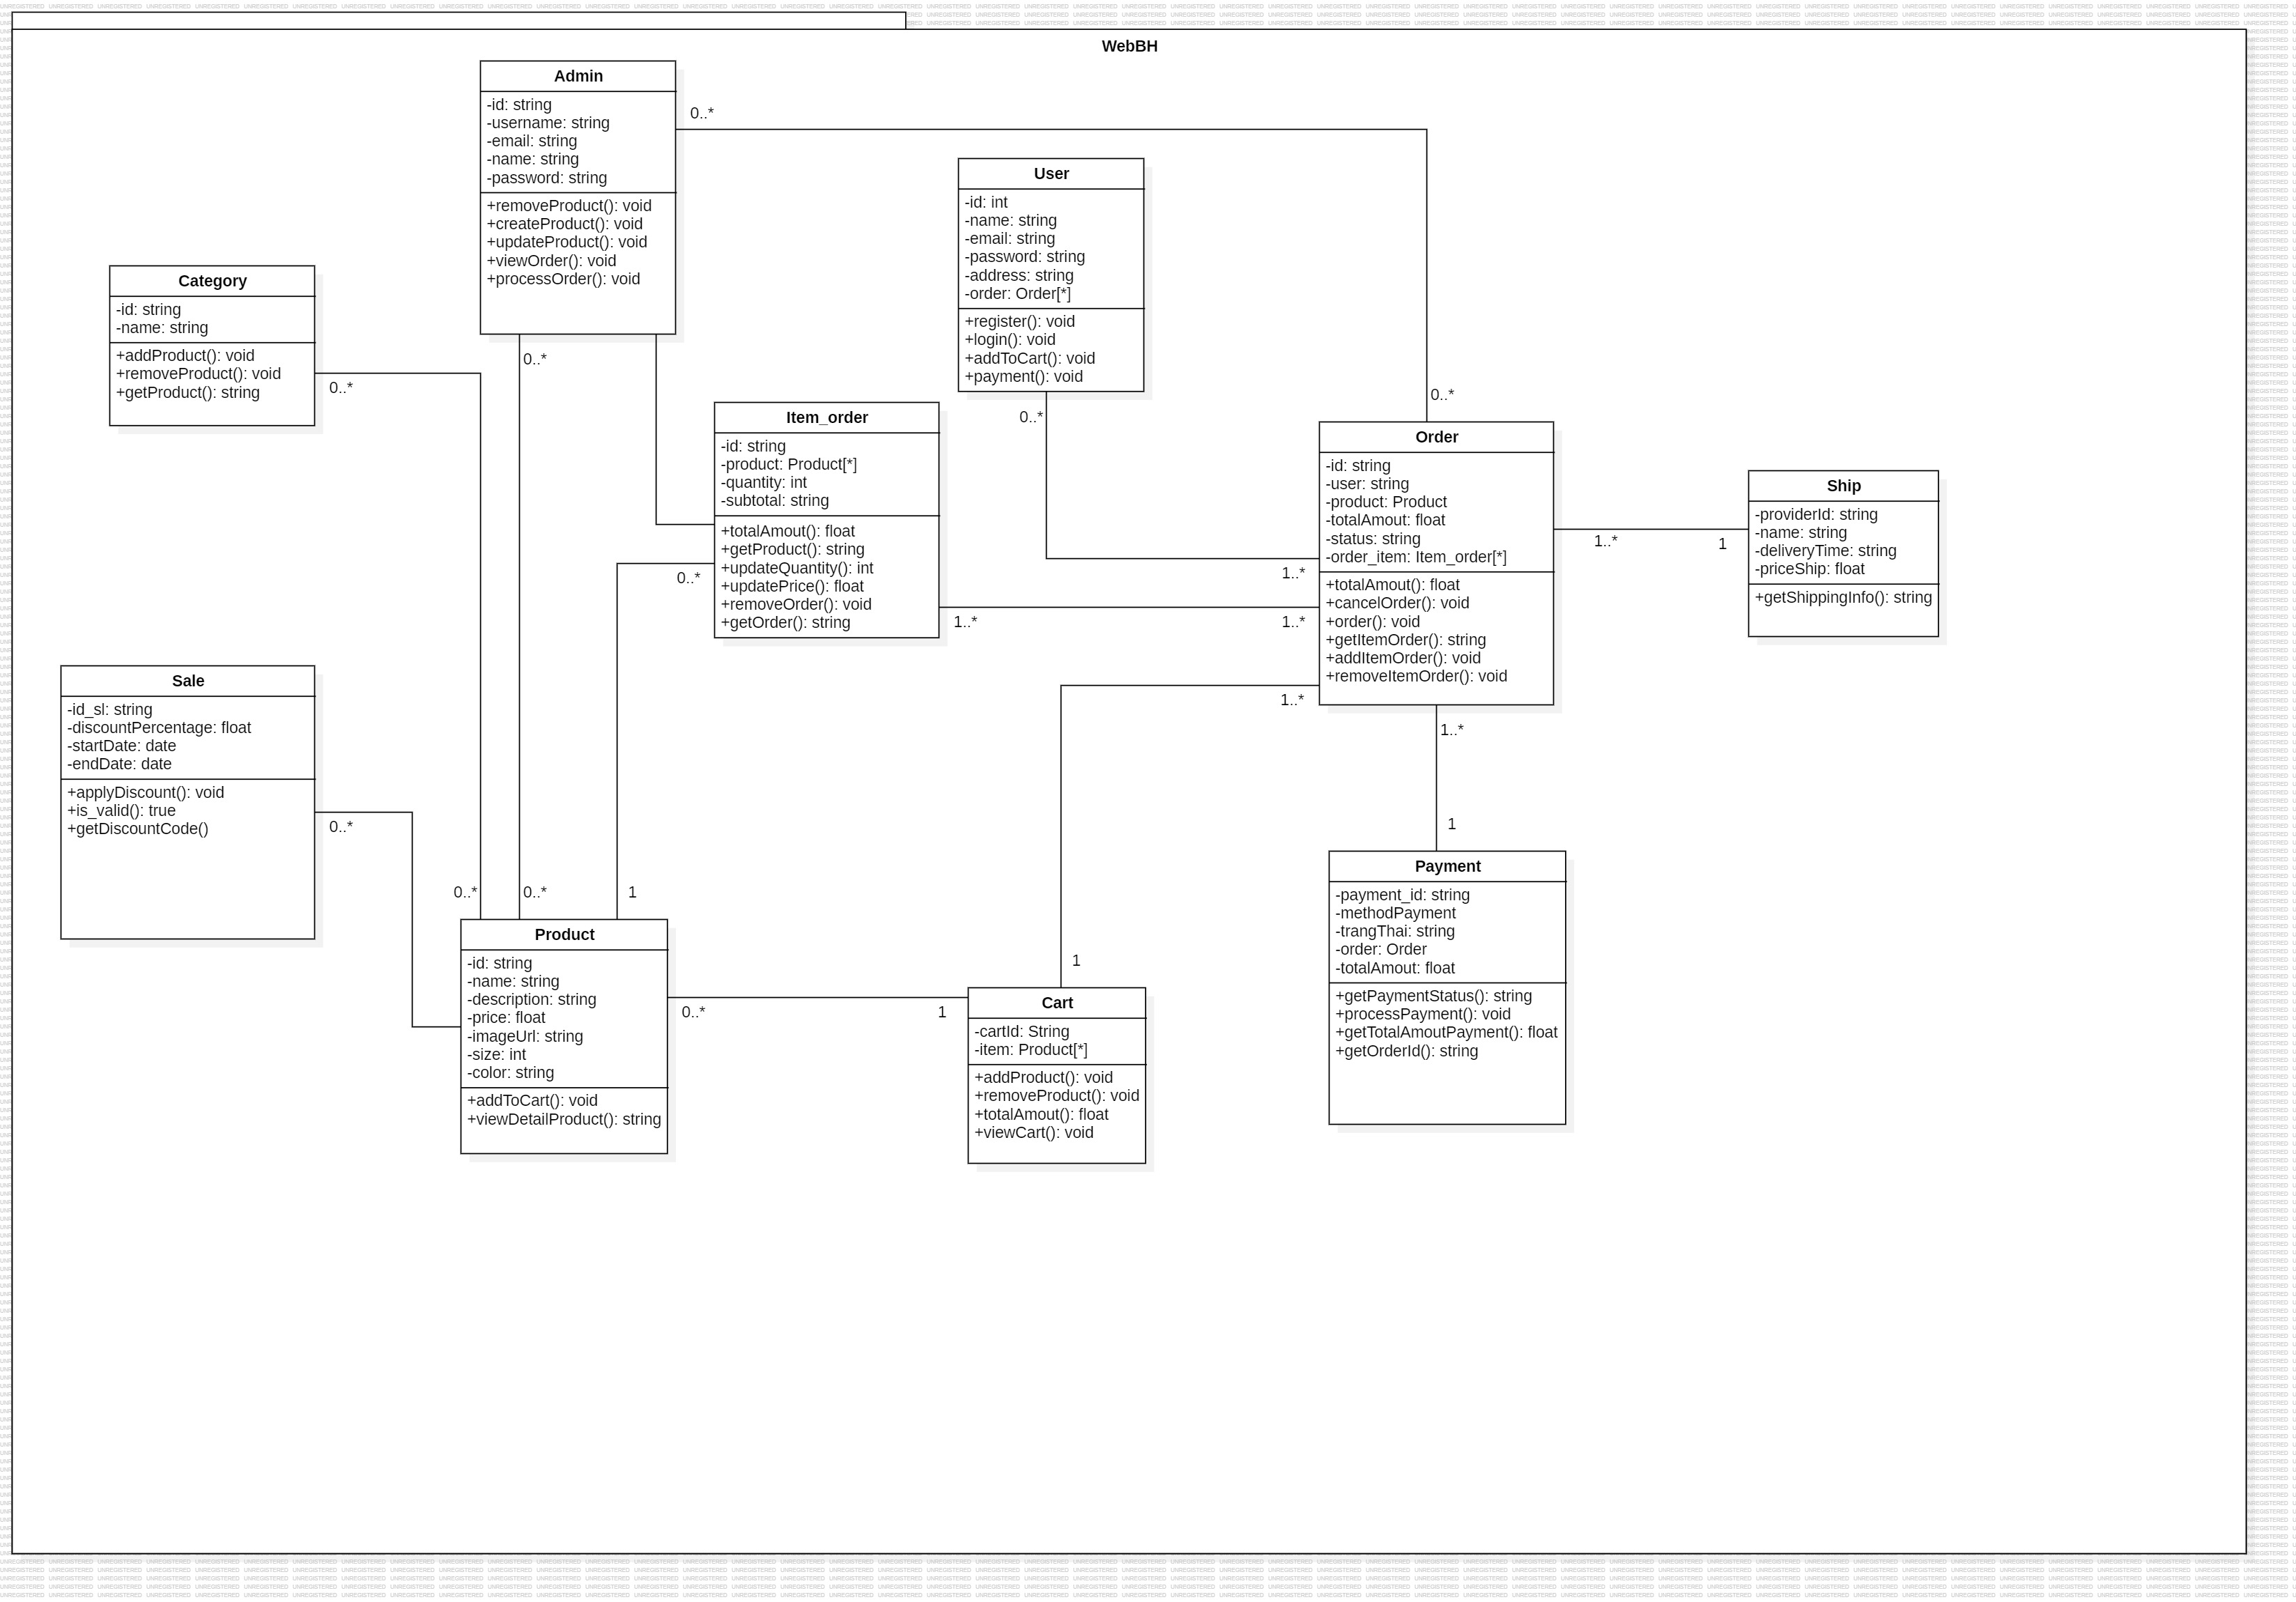 WebBH
Admin
-id: string
-username: string
-email: string
-name: string
-password: string
+removeProduct(): void
+createProduct(): void
+updateProduct(): void
+viewOrder(): void
+processOrder(): void
0..*
0..*
0..*
User
-id: int
-name: string
-email: string
-password: string
-address: string
-order: Order[*]
+register(): void
+login(): void
+addToCart(): void
+payment(): void
0..*
Category
-id: string
-name: string
+addProduct(): void
+removeProduct(): void
+getProduct(): string
0..*
Item_order
-id: string
-product: Product[*]
-quantity: int
-subtotal: string
+totalAmout(): float
+getProduct(): string
+updateQuantity(): int
+updatePrice(): float
+removeOrder(): void
+getOrder(): string
0..*
1..*
Order
-id: string
-user: string
-product: Product
-totalAmout: float
-status: string
-order_item: Item_order[*]
+totalAmout(): float
+cancelOrder(): void
+order(): void
+getItemOrder(): string
+addItemOrder(): void
+removeItemOrder(): void
1..*
1..*
1..*
1..*
1..*
1
Ship
-providerId: string
-name: string
-deliveryTime: string
-priceShip: float
+getShippingInfo(): string
Sale
-id_sl: string
-discountPercentage: float
-startDate: date
-endDate: date
+applyDiscount(): void
+is_valid(): true
+getDiscountCode()
0..*
0..*
0..*
1
Product
-id: string
-name: string
-description: string
-price: float
-imageUrl: string
-size: int
-color: string
+addToCart(): void
+viewDetailProduct(): string
0..*
1
1
Cart
-cartId: String
-item: Product[*]
+addProduct(): void
+removeProduct(): void
+totalAmout(): float
+viewCart(): void
1
Payment
-payment_id: string
-methodPayment
-trangThai: string
-order: Order
-totalAmout: float
+getPaymentStatus(): string
+processPayment(): void
+getTotalAmoutPayment(): float
+getOrderId(): string
UNREGISTERED